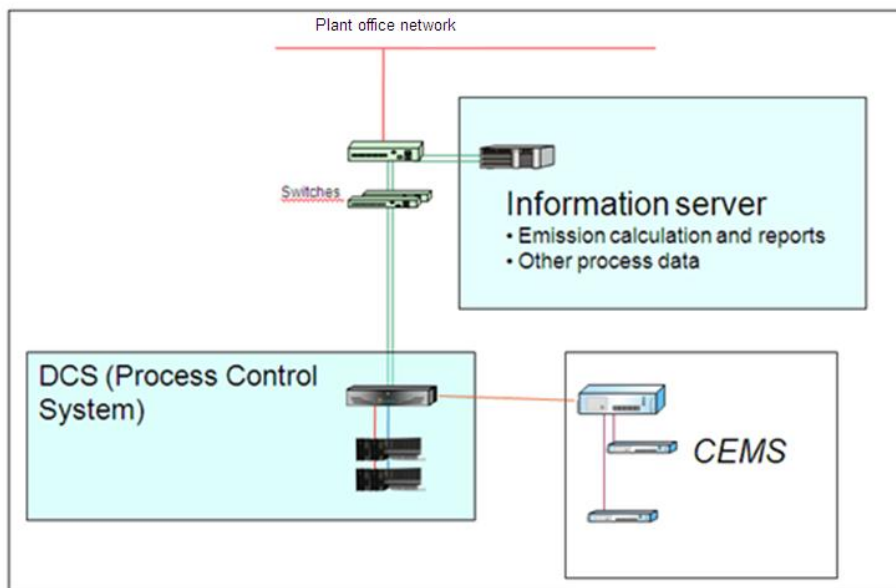 Plant office network
Switches
Information server
• Emission calculation and reports
• Other process data
DCS (Process Control
System)
CEMS